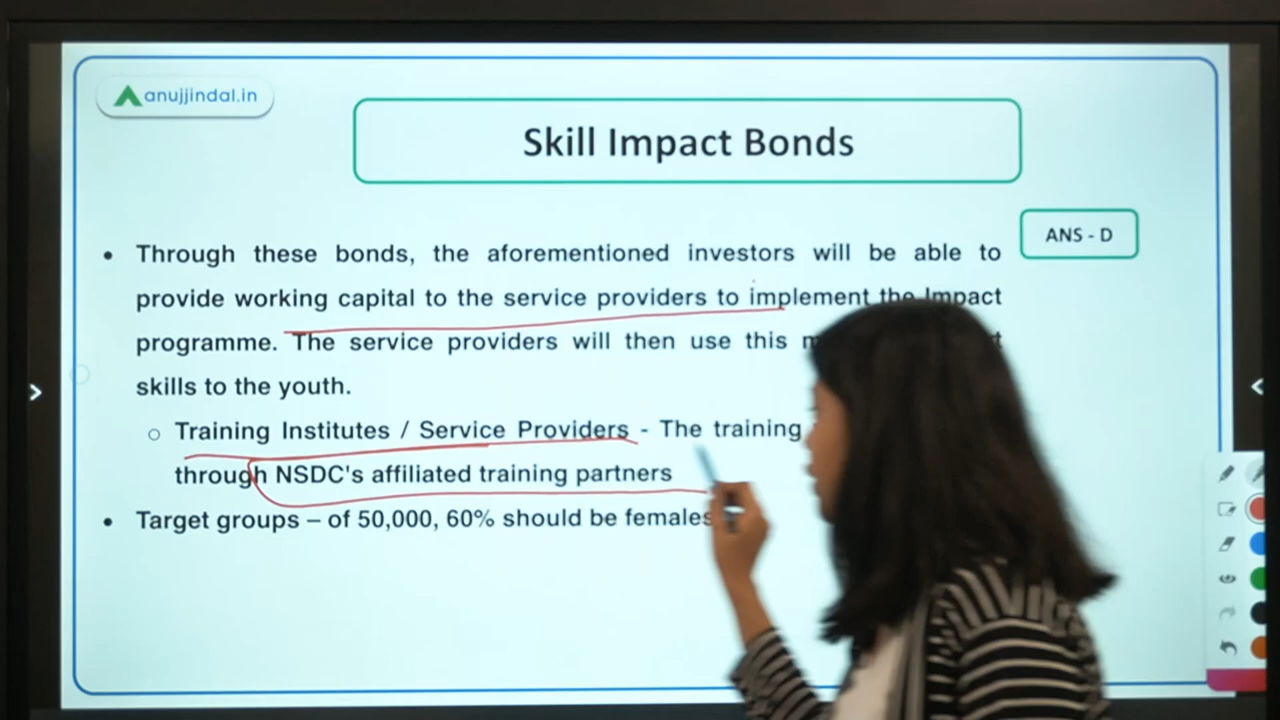 anujjindal.in
Skill Impact Bonds
ANS - D
• Through these bonds, the aforementioned investors will be able to
provide working capital to the service providers to implement the Impact
programme. The service providers will then use this
skills to the youth.
○ Training Institutes / Service Providers - The training
through NSDC's affiliated training partners
• Target groups – of 50,000, 60% should be females